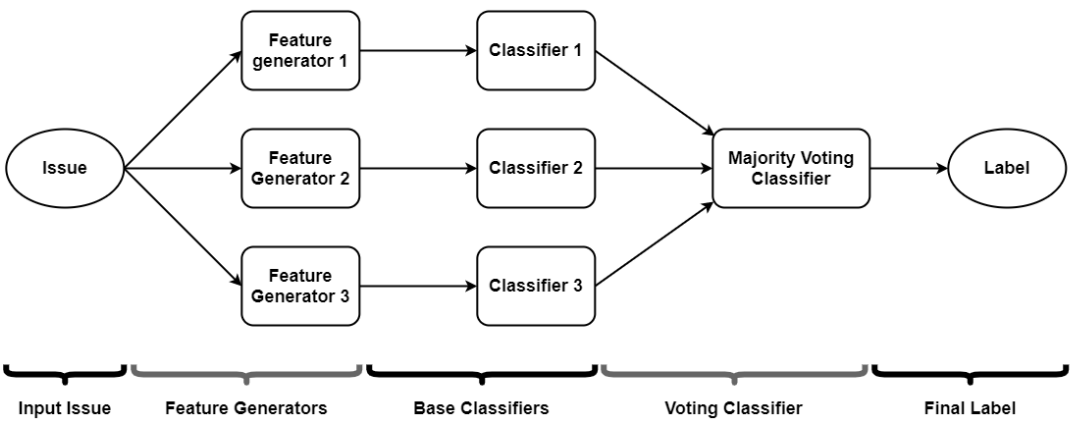 Feature
generator 1
Classifier 1
Issue
Feature
Generator 2
Classifier 2
Majority Voting
Classifier
Label
Feature
Generator 3
Classifier 3
Input Issue
Feature Generators
Base Classifiers
Voting Classifier
Final Label